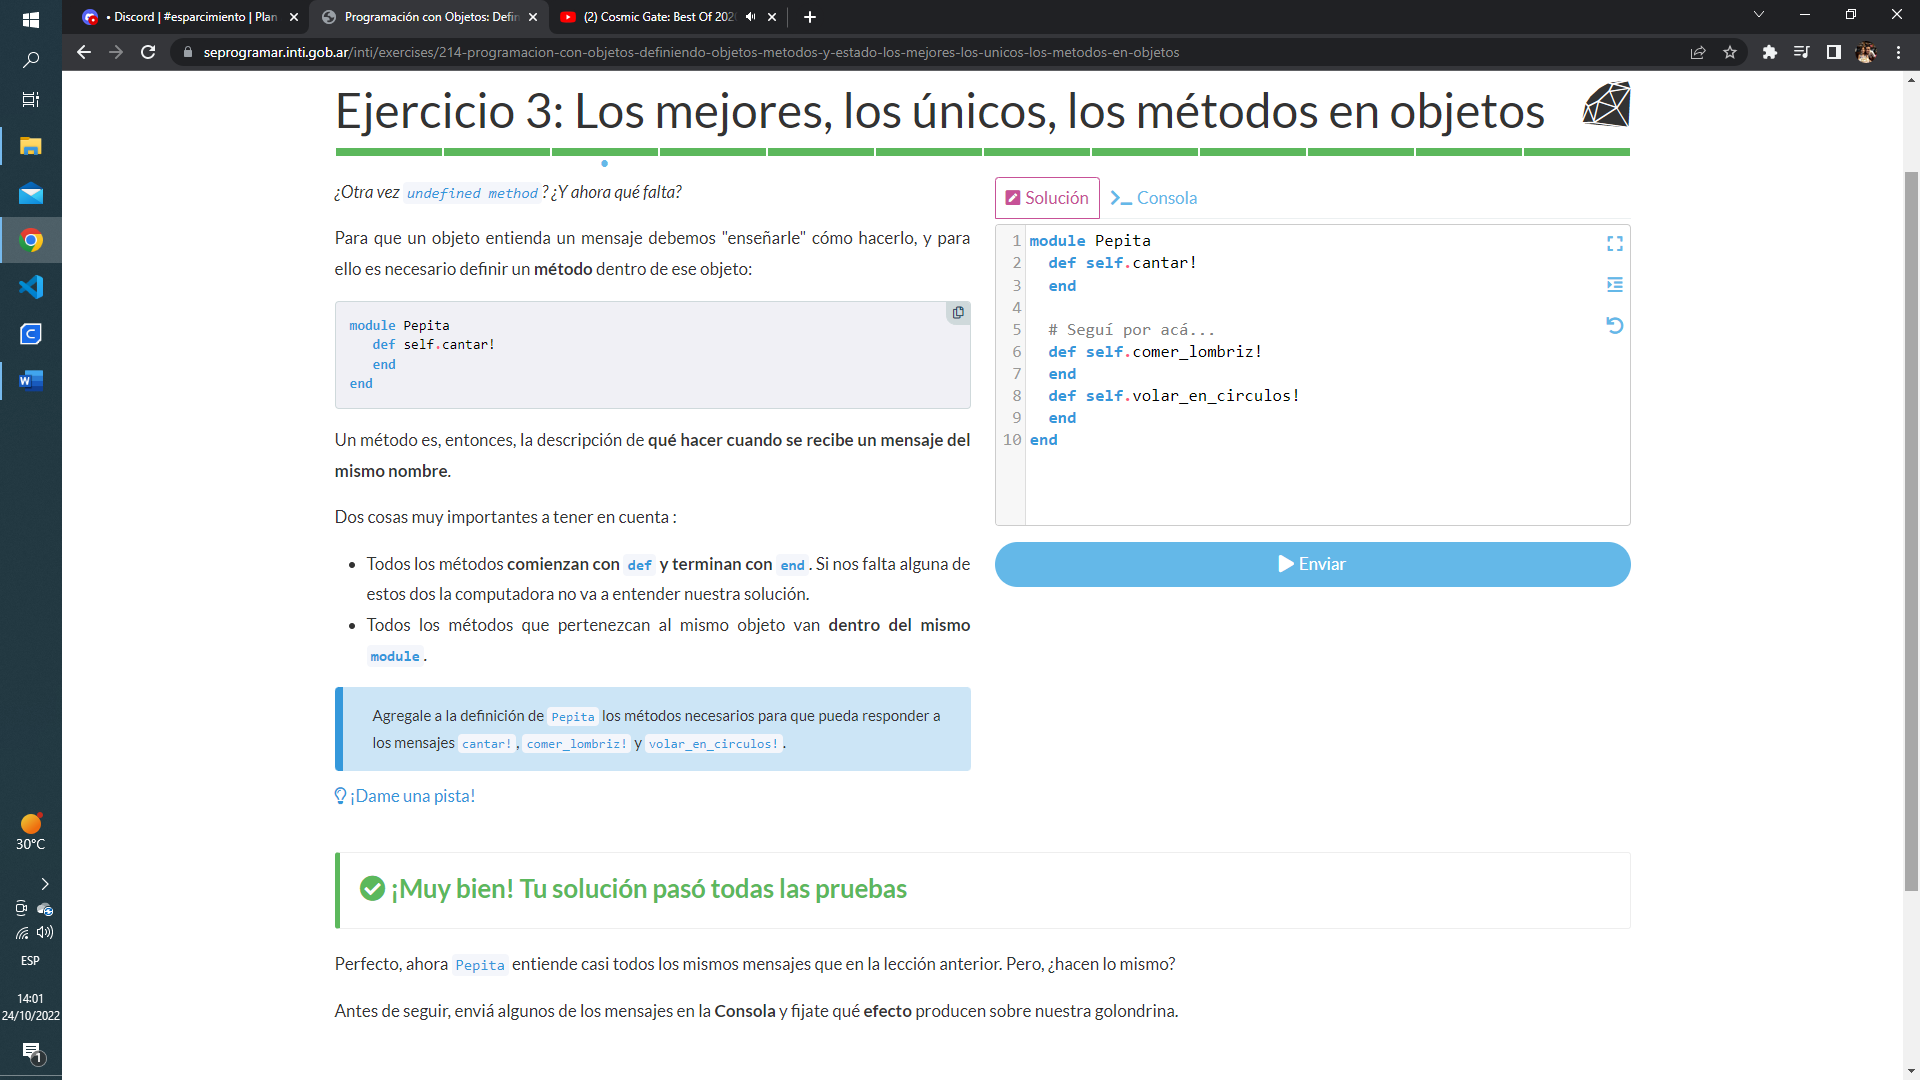 • Discord | #esparcimiento | Plan
Programación con Objetos: Defin
(2) Cosmic Gate: Best Of 2020
seprogramar.inti.gob.ar/inti/exercises/214-programacion-con-objetos-definiendo-objetos-metodos-y-estado-los-mejores-los-unicos-los-metodos-en-objetos
Ejercicio 3: Los mejores, los únicos, los métodos en objetos
¿Otra vez undefined method? ¿Y ahora qué falta?
Para que un objeto entienda un mensaje debemos "enseñarle" cómo hacerlo, y para
ello es necesario definir un método dentro de ese objeto:
module Pepita
def self.cantar!
end
end
Un método es, entonces, la descripción de qué hacer cuando se recibe un mensaje del
mismo nombre.
Dos cosas muy importantes a tener en cuenta :
• Todos los métodos comienzan con def y terminan con end. Si nos falta alguna de
estos dos la computadora no va a entender nuestra solución.
• Todos los métodos que pertenezcan al mismo objeto van dentro del mismo
module.
Agregale a la definición de Pepita los métodos necesarios para que pueda responder a
los mensajes cantar!, comer_lombriz! y volar_en_circulos!.
¡Dame una pista!
Solución
Consola
1 module Pepita
2 def self.cantar!
3 end
4
5 # Seguí por acá...
6 def self.comer_lombriz!
7 end
8 def self.volar_en_circulos!
9 end
10 end
Enviar
¡Muy bien! Tu solución pasó todas las pruebas
Perfecto, ahora Pepita entiende casi todos los mismos mensajes que en la lección anterior. Pero, ¿hacen lo mismo?
Antes de seguir, enviá algunos de los mensajes en la Consola y fijate qué efecto producen sobre nuestra golondrina.
30°C
ESP
14:01
24/10/2022
1